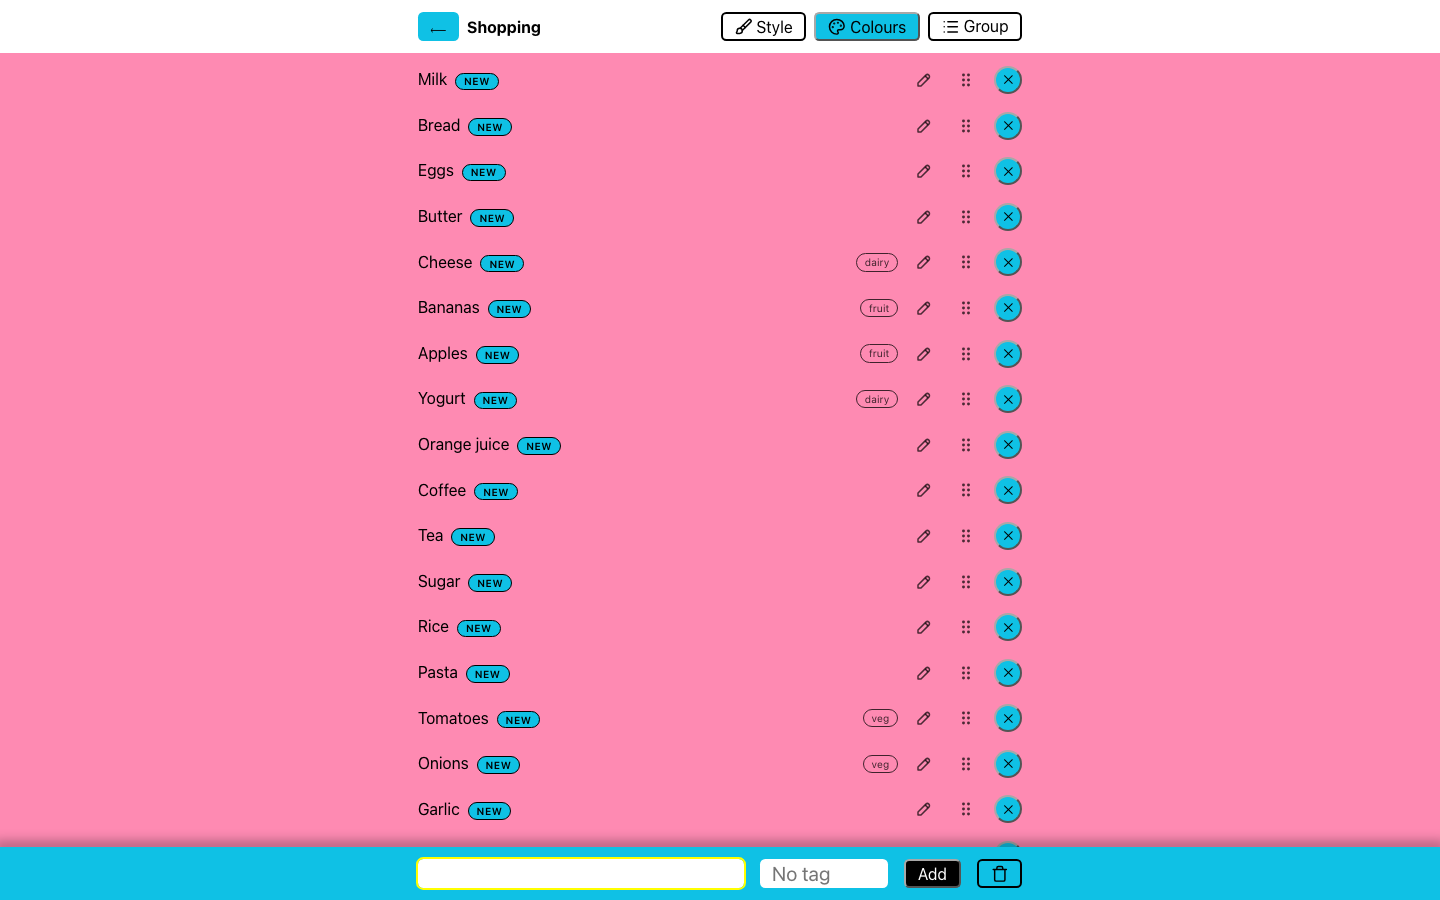 ← Shopping Style Colours Group
Milk NEW
Bread NEW
Eggs NEW
Butter NEW
Cheese NEW dairy
Bananas NEW fruit
Apples NEW fruit
Yogurt NEW dairy
Orange juice NEW
Coffee NEW
Tea NEW
Sugar NEW
Rice NEW
Pasta NEW
Tomatoes NEW veg
Onions NEW veg
Garlic NEW
No tag Add